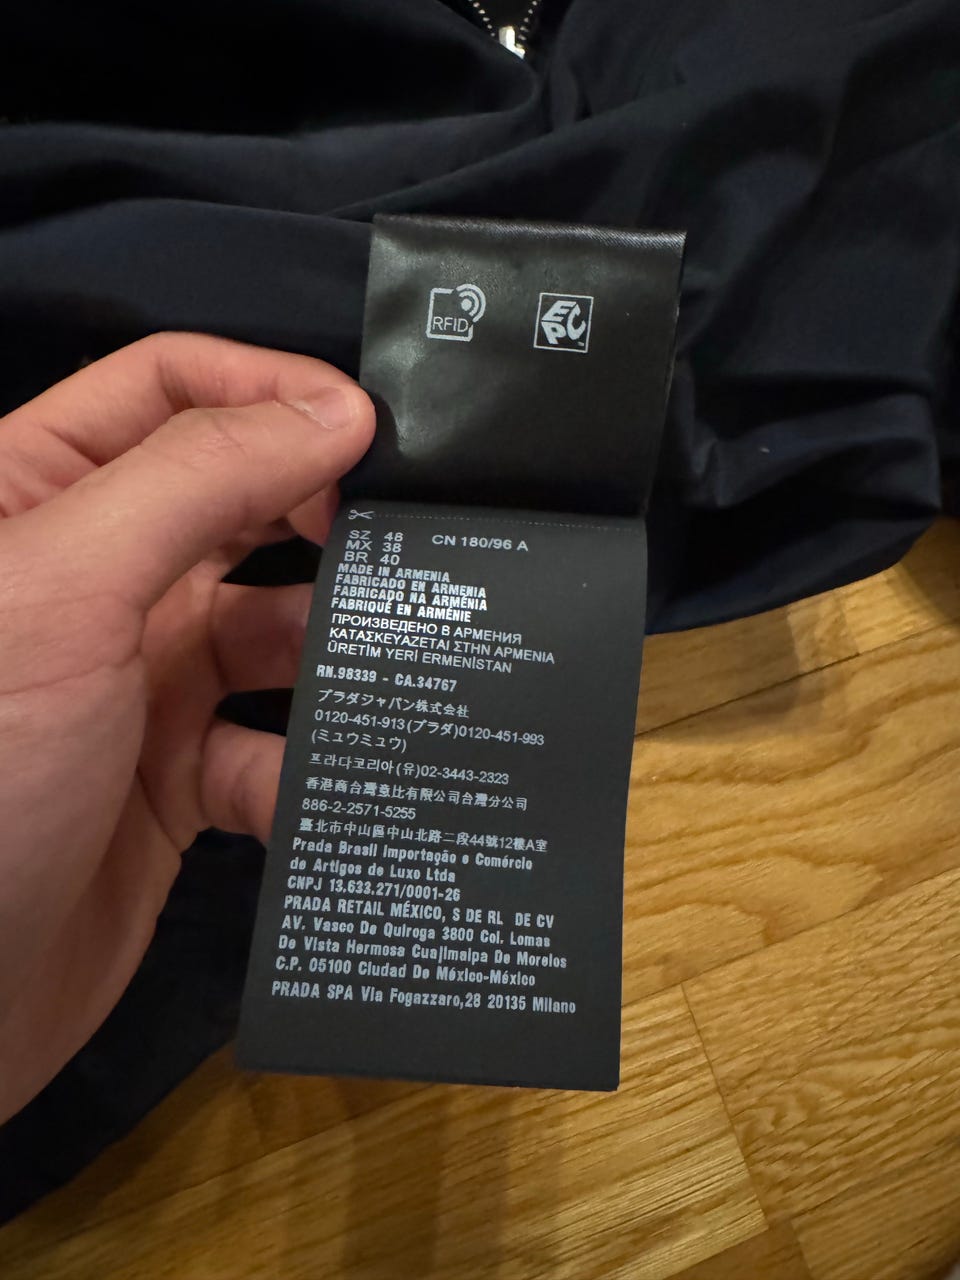 RFID
EPC
SZ 48 CN 180/96 A
MX 38
BR 40
MADE IN ARMENIA
FABRICADO EN ARMENIA
FABRICADO NA ARMÉNIA
FABRIQUÉ EN ARMÉNIE
ПРОИЗВЕДЕНО В АРМЕНИЯ
ΚΑΤΑΣΚΕΥΑΖΕΤΑΙ ΣΤΗΝ ΑΡΜΕΝΙΑ
ÜRETİM YERİ ERMENİSTAN
RN.98339 - CA.34767
プラダジャパン株式会社
0120-451-913(プラダ)0120-451-993
(ミュウミュウ)
프라다코리아(유)02-3443-2323
香港商台灣意比有限公司台灣分公司
886-2-2571-5255
臺北市中山區中山北路二段44號12樓A室
Prada Brasil Importação e Comércio
de Artigos de Luxo Ltda
CNPJ 13.633.271/0001-26
PRADA RETAIL MÉXICO, S DE RL DE CV
AV. Vasco De Quiroga 3800 Col. Lomas
De Vista Hermosa Cuajimalpa De Morelos
C.P. 05100 Ciudad De México-México
PRADA SPA Via Fogazzaro,28 20135 Milano